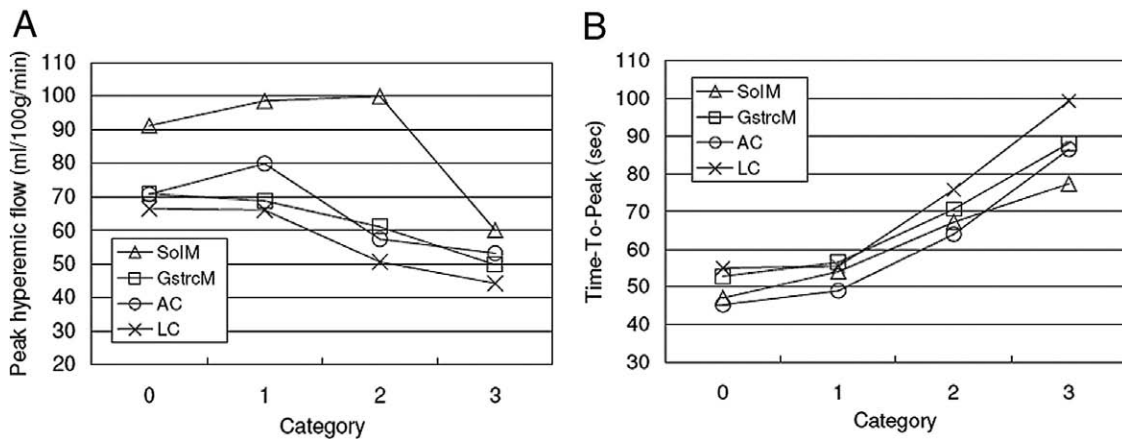 A
Peak hyperemic flow (ml/100g/min)
110
100
90
80
70
60
50
40
30
20
SolM
GstrcM
AC
LC
0 1 2 3
Category
B
Time-To-Peak (sec)
110
100
90
80
70
60
50
40
30
SolM
GstrcM
AC
LC
0 1 2 3
Category